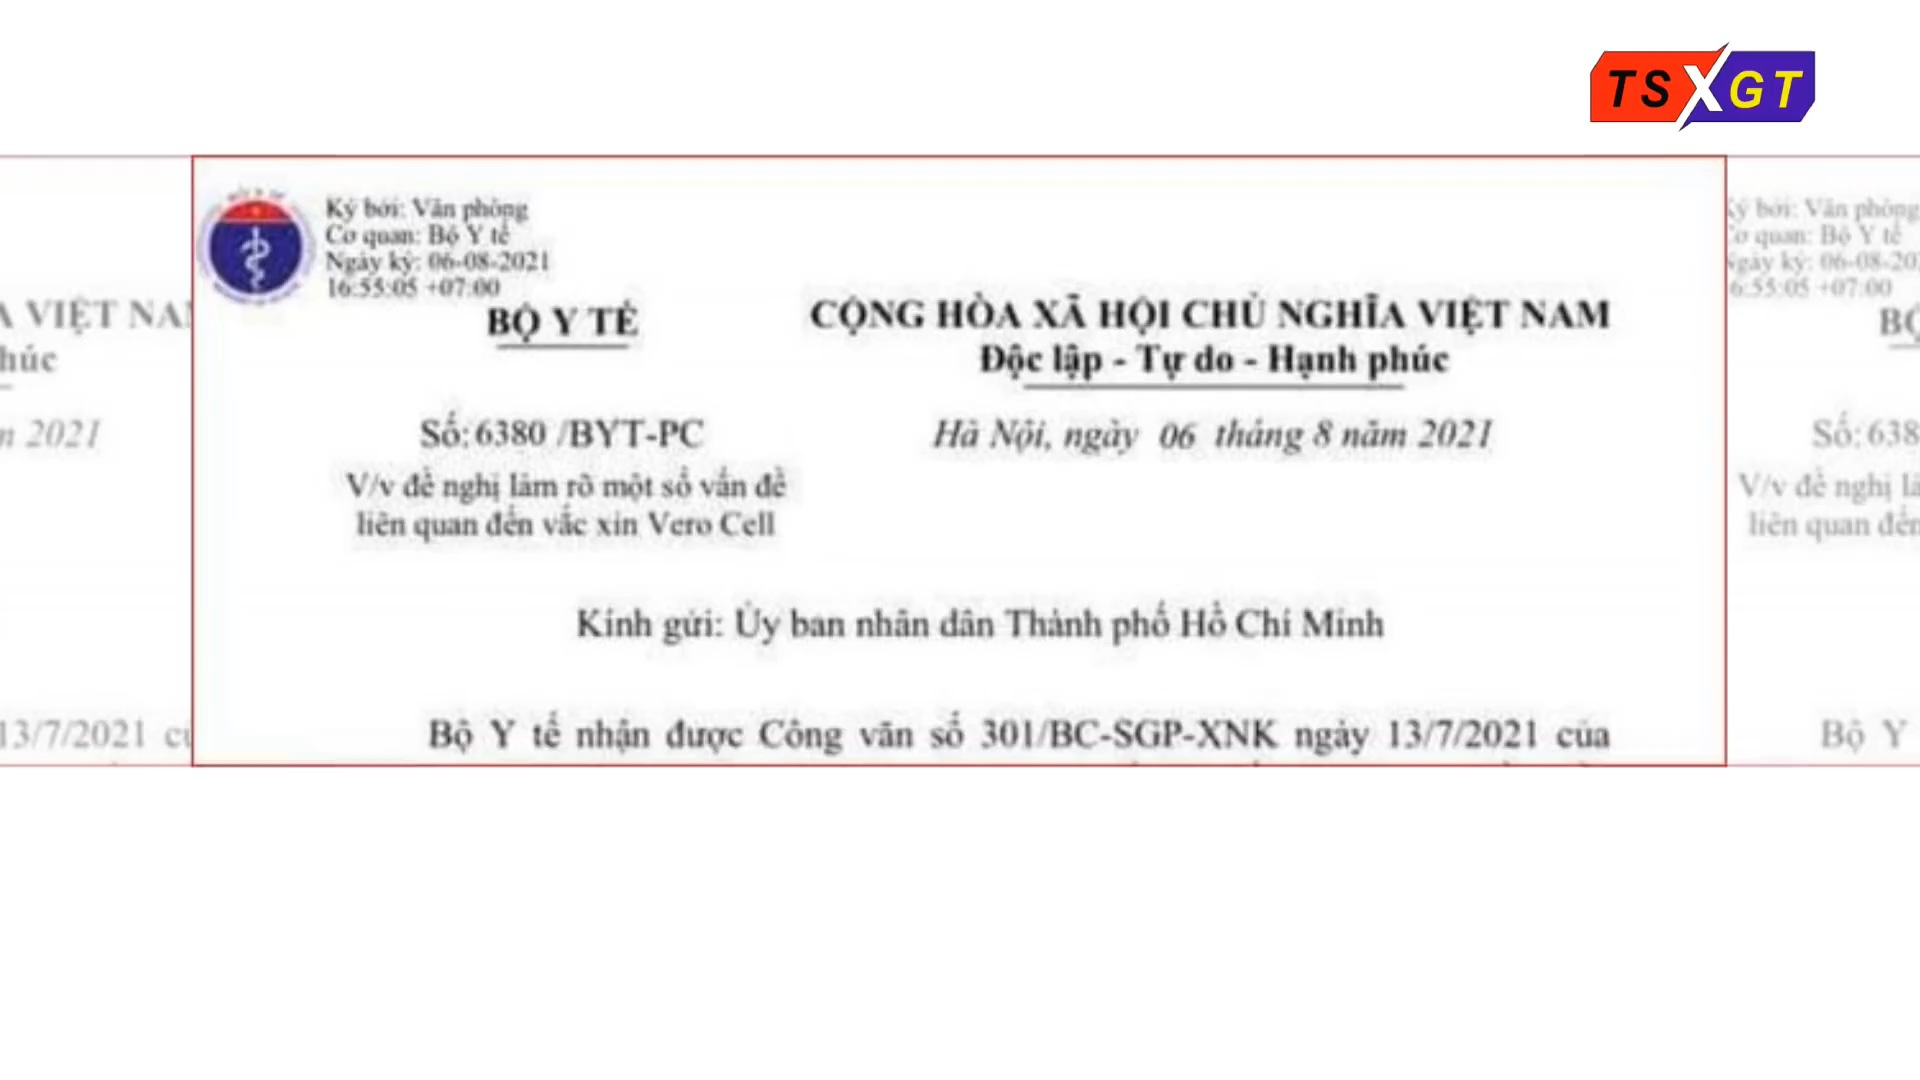 TSXGT
Ký bởi: Văn phòng
Cơ quan: Bộ Y tế
Ngày ký: 06-08-2021
16:55:05 +07:00
BỘ Y TẾ
CỘNG HÒA XÃ HỘI CHỦ NGHĨA VIỆT NAM
Độc lập - Tự do - Hạnh phúc
Số: 6380 /BYT-PC
Hà Nội, ngày 06 tháng 8 năm 2021
V/v đề nghị làm rõ một số vấn đề
liên quan đến vắc xin Vero Cell
Kính gửi: Ủy ban nhân dân Thành phố Hồ Chí Minh
Bộ Y tế nhận được Công văn số 301/BC-SGP-XNK ngày 13/7/2021 của